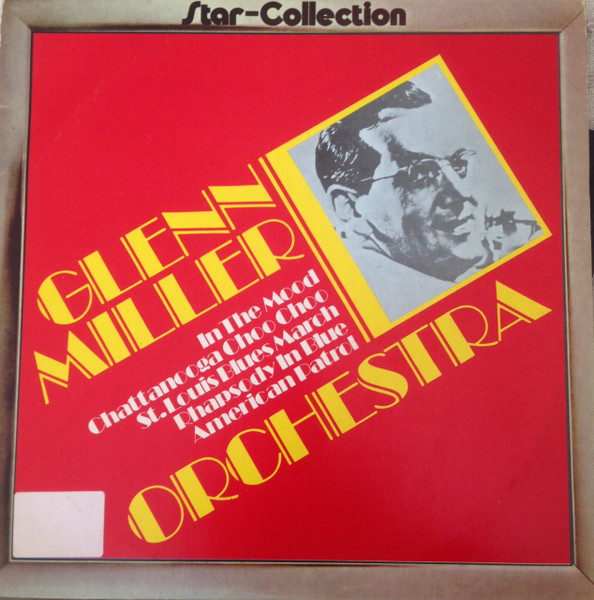 Star-Collection
GLENN
MILLER
In The Mood
Chattanooga Choo Choo
St. Louis Blues March
Rhapsody In Blue
American Patrol
ORCHESTRA